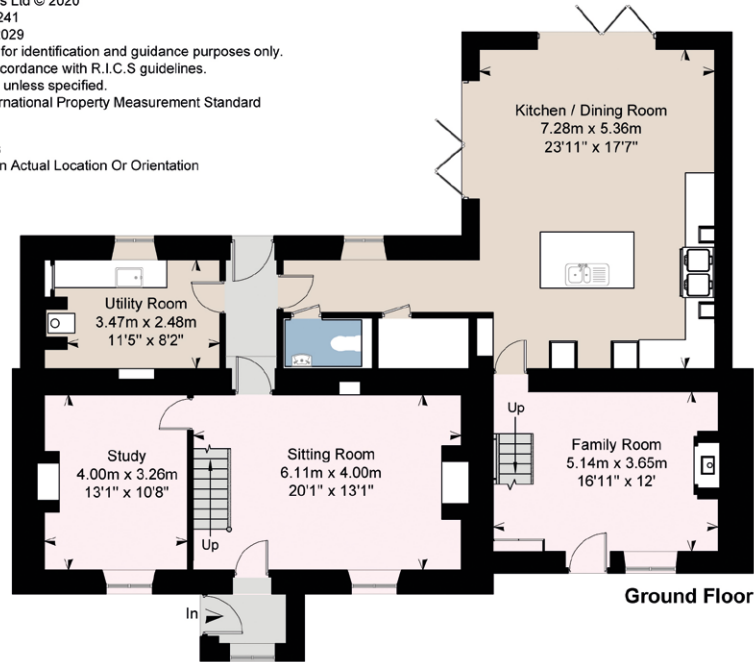 s Ltd © 2020
241
2029
for identification and guidance purposes only.
ccordance with R.I.C.S guidelines.
unless specified.
rnational Property Measurement Standard
n Actual Location Or Orientation
Kitchen / Dining Room
7.28m x 5.36m
23'11" x 17'7"
Utility Room
3.47m x 2.48m
11'5" x 8'2"
Study
4.00m x 3.26m
13'1" x 10'8"
Sitting Room
6.11m x 4.00m
20'1" x 13'1"
Up
Up
Family Room
5.14m x 3.65m
16'11" x 12'
In
Ground Floor